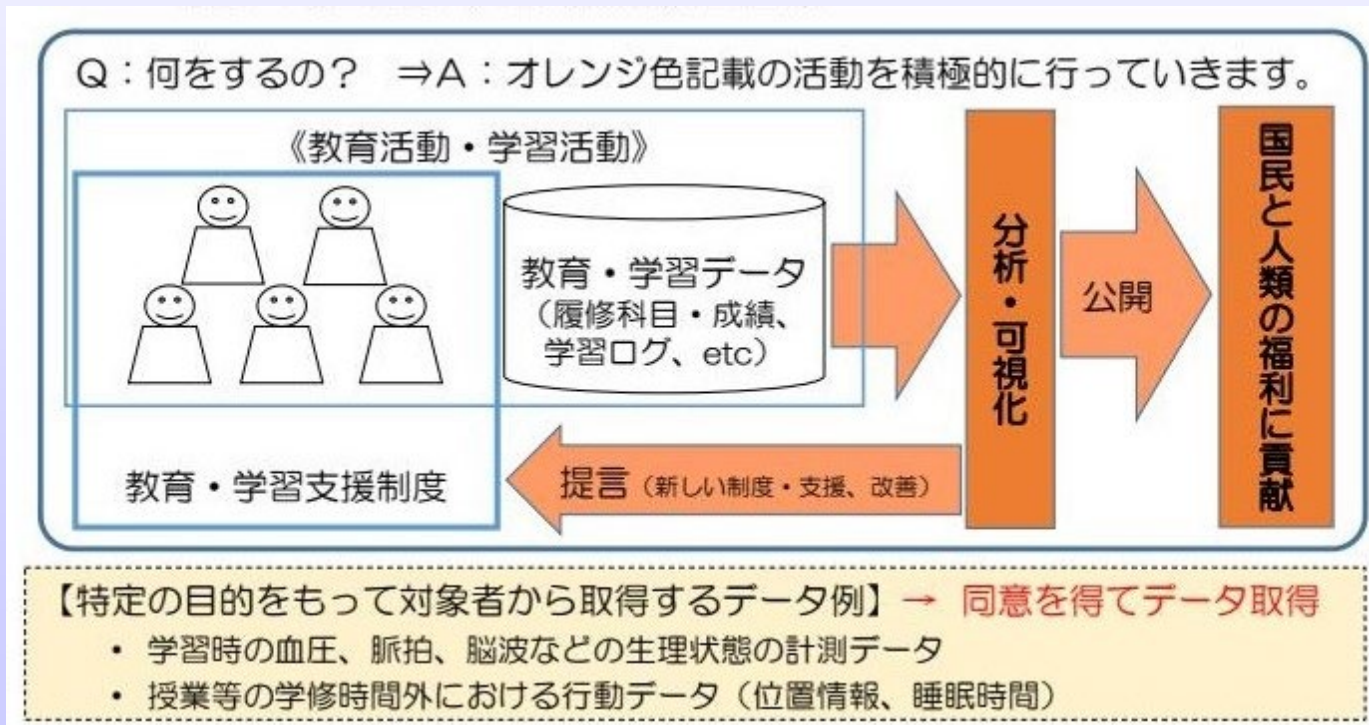 Q：何をするの？　⇒A：オレンジ色記載の活動を積極的に行っていきます。
《教育活動・学習活動》
教育・学習データ
（履修科目・成績、
学習ログ、etc）
分析・可視化
公開
国民と人類の福利に貢献
教育・学習支援制度
提言（新しい制度・支援、改善）
【特定の目的をもって対象者から取得するデータ例】→　同意を得てデータ取得
・ 学習時の血圧、脈拍、脳波などの生理状態の計測データ
・ 授業等の学修時間外における行動データ（位置情報、睡眠時間）